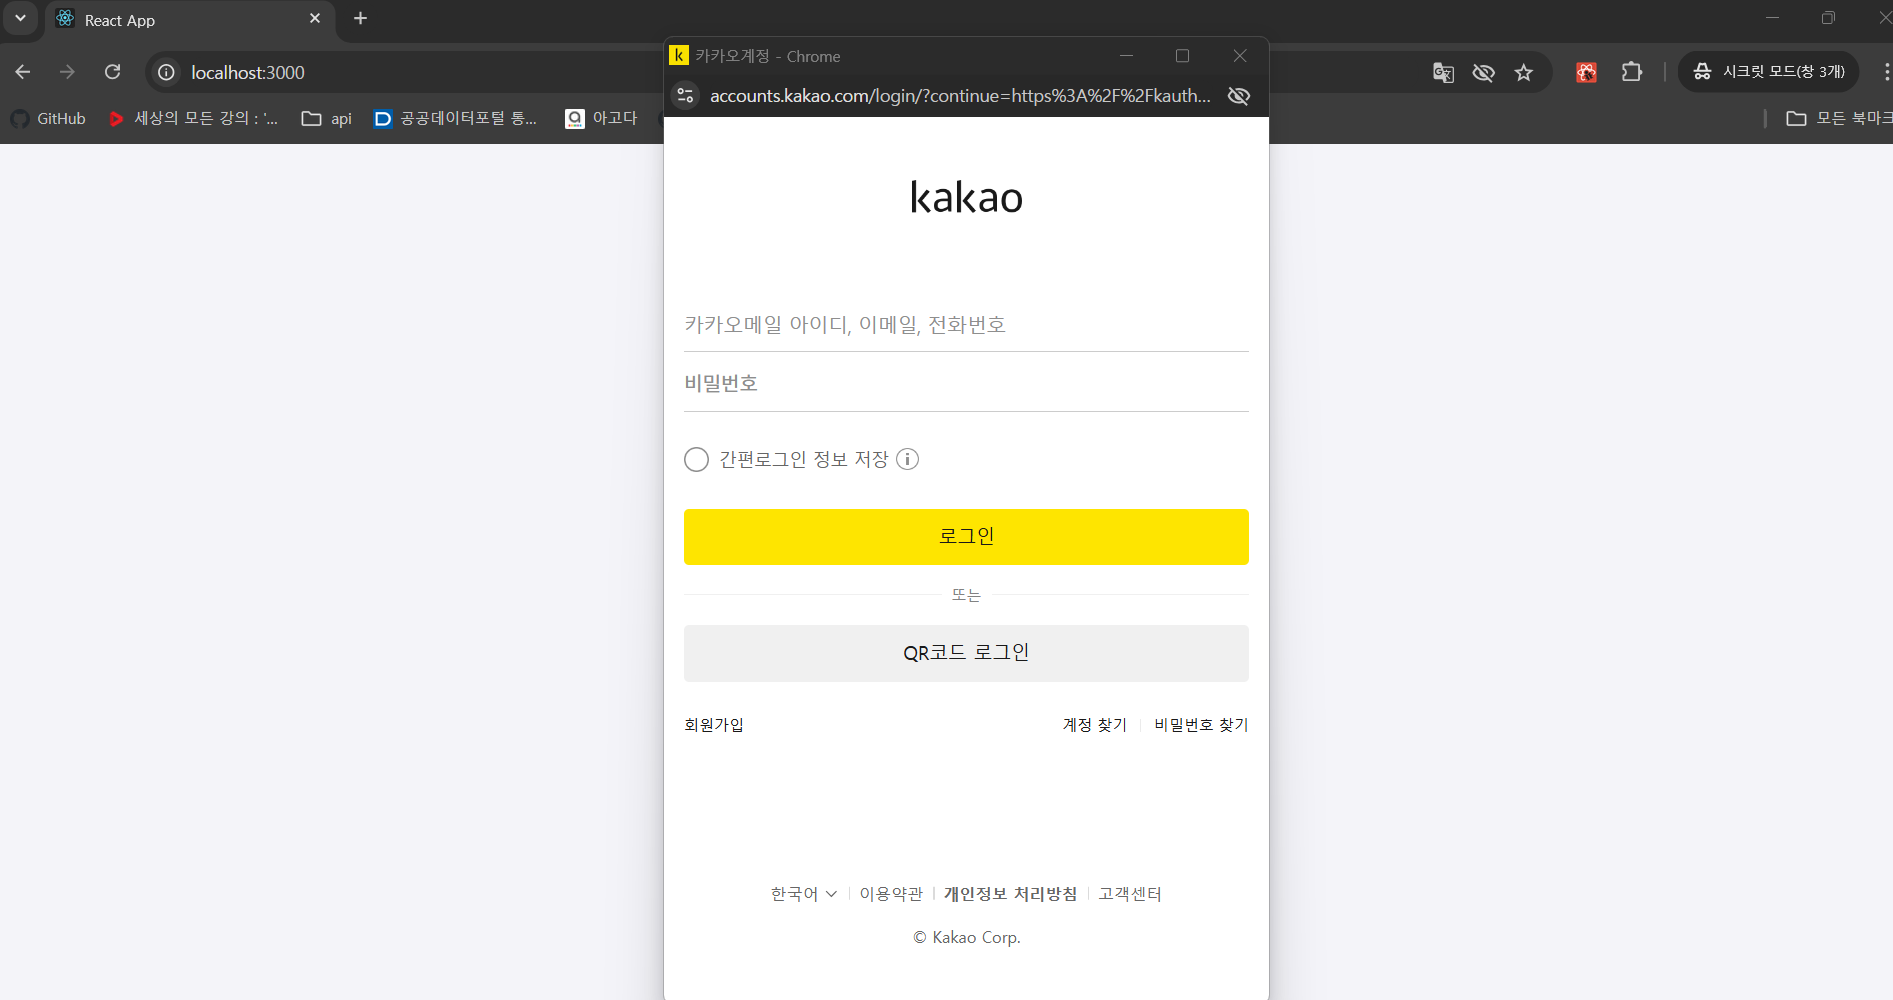 React App
카카오계정 - Chrome
localhost:3000
accounts.kakao.com/login/?continue=https%3A%2F%2Fkauth...
시크릿 모드(창 3개)
GitHub
세상의 모든 강의 : '...
api
공공데이터포털 통...
아고다
모든 북마크
kakao
카카오메일 아이디, 이메일, 전화번호
비밀번호
간편로그인 정보 저장
로그인
또는
QR코드 로그인
회원가입
계정 찾기
비밀번호 찾기
한국어
이용약관
개인정보 처리방침
고객센터
© Kakao Corp.